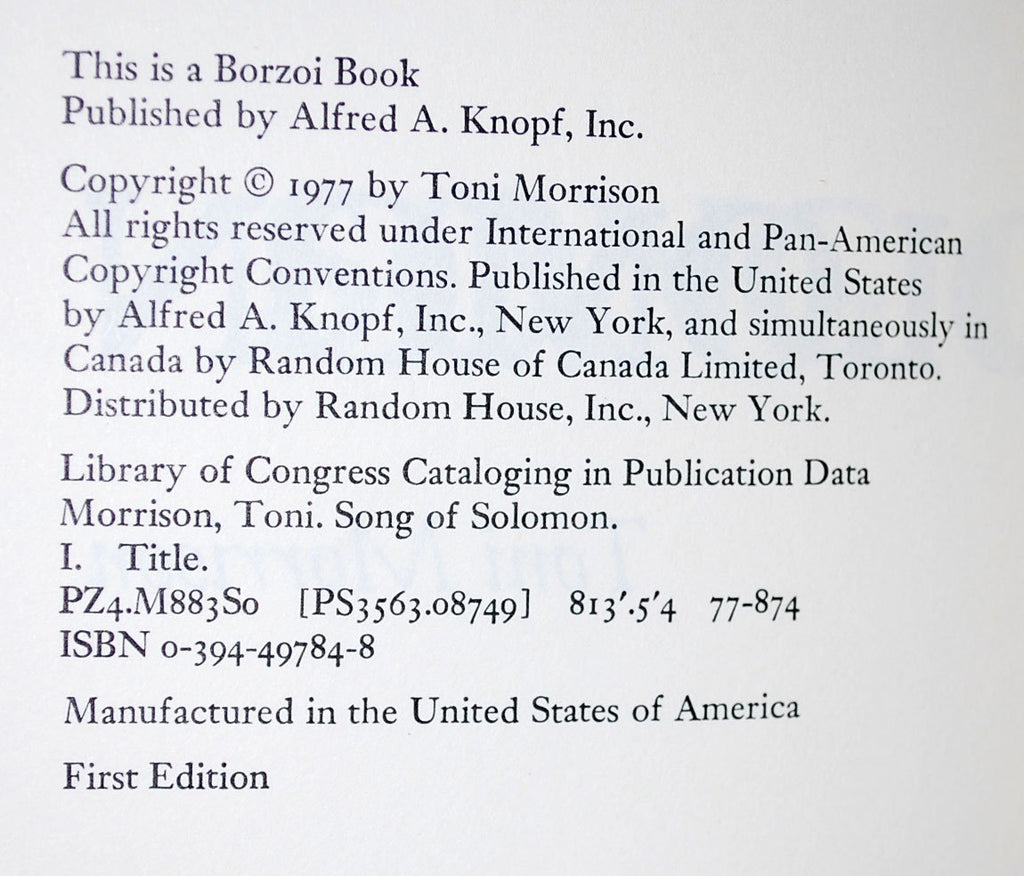 This is a Borzoi Book
Published by Alfred A. Knopf, Inc.
Copyright © 1977 by Toni Morrison
All rights reserved under International and Pan-American
Copyright Conventions. Published in the United States
by Alfred A. Knopf, Inc., New York, and simultaneously in
Canada by Random House of Canada Limited, Toronto.
Distributed by Random House, Inc., New York.
Library of Congress Cataloging in Publication Data
Morrison, Toni. Song of Solomon.
I. Title.
PZ4.M883So [PS3563.08749] 813'.5'4 77-874
ISBN 0-394-49784-8
Manufactured in the United States of America
First Edition